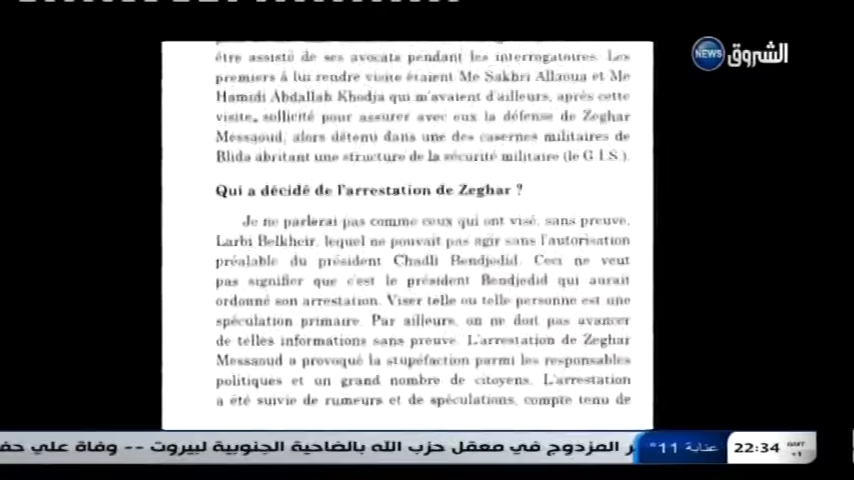 NEWS الشروق
être assisté de ses avocats pendant les interrogatoires. Les
premiers à lui rendre visite étaient Me Sakhri Allaoua et Me
Hamidi Abdallah Khodja qui m'avaient d'ailleurs, après cette
visite, sollicité pour assurer avec eux la défense de Zeghar
Messaoud, alors détenu dans une des casernes militaires de
Blida abritant une structure de la sécurité militaire (le G.I.S.).
Qui a décidé de l'arrestation de Zeghar ?
Je ne parlerai pas comme ceux qui ont visé, sans preuve,
Larbi Belkheir, lequel ne pouvait pas agir sans l'autorisation
préalable du président Chadli Bendjedid. Ceci ne veut
pas signifier que c'est le président Bendjedid qui aurait
ordonné son arrestation. Viser telle ou telle personne est une
spéculation primaire. Par ailleurs, on ne doit pas avancer
de telles informations sans preuve. L'arrestation de Zeghar
Messaoud a provoqué la stupéfaction parmi les responsables
politiques et un grand nombre de citoyens. L'arrestation
a été suivie de rumeurs et de spéculations, compte tenu de
المزدوج في معقل حزب الله بالضاحية الجنوبية لبيروت -- وفاة علي
عنابة 11°
22:34 GMT +1